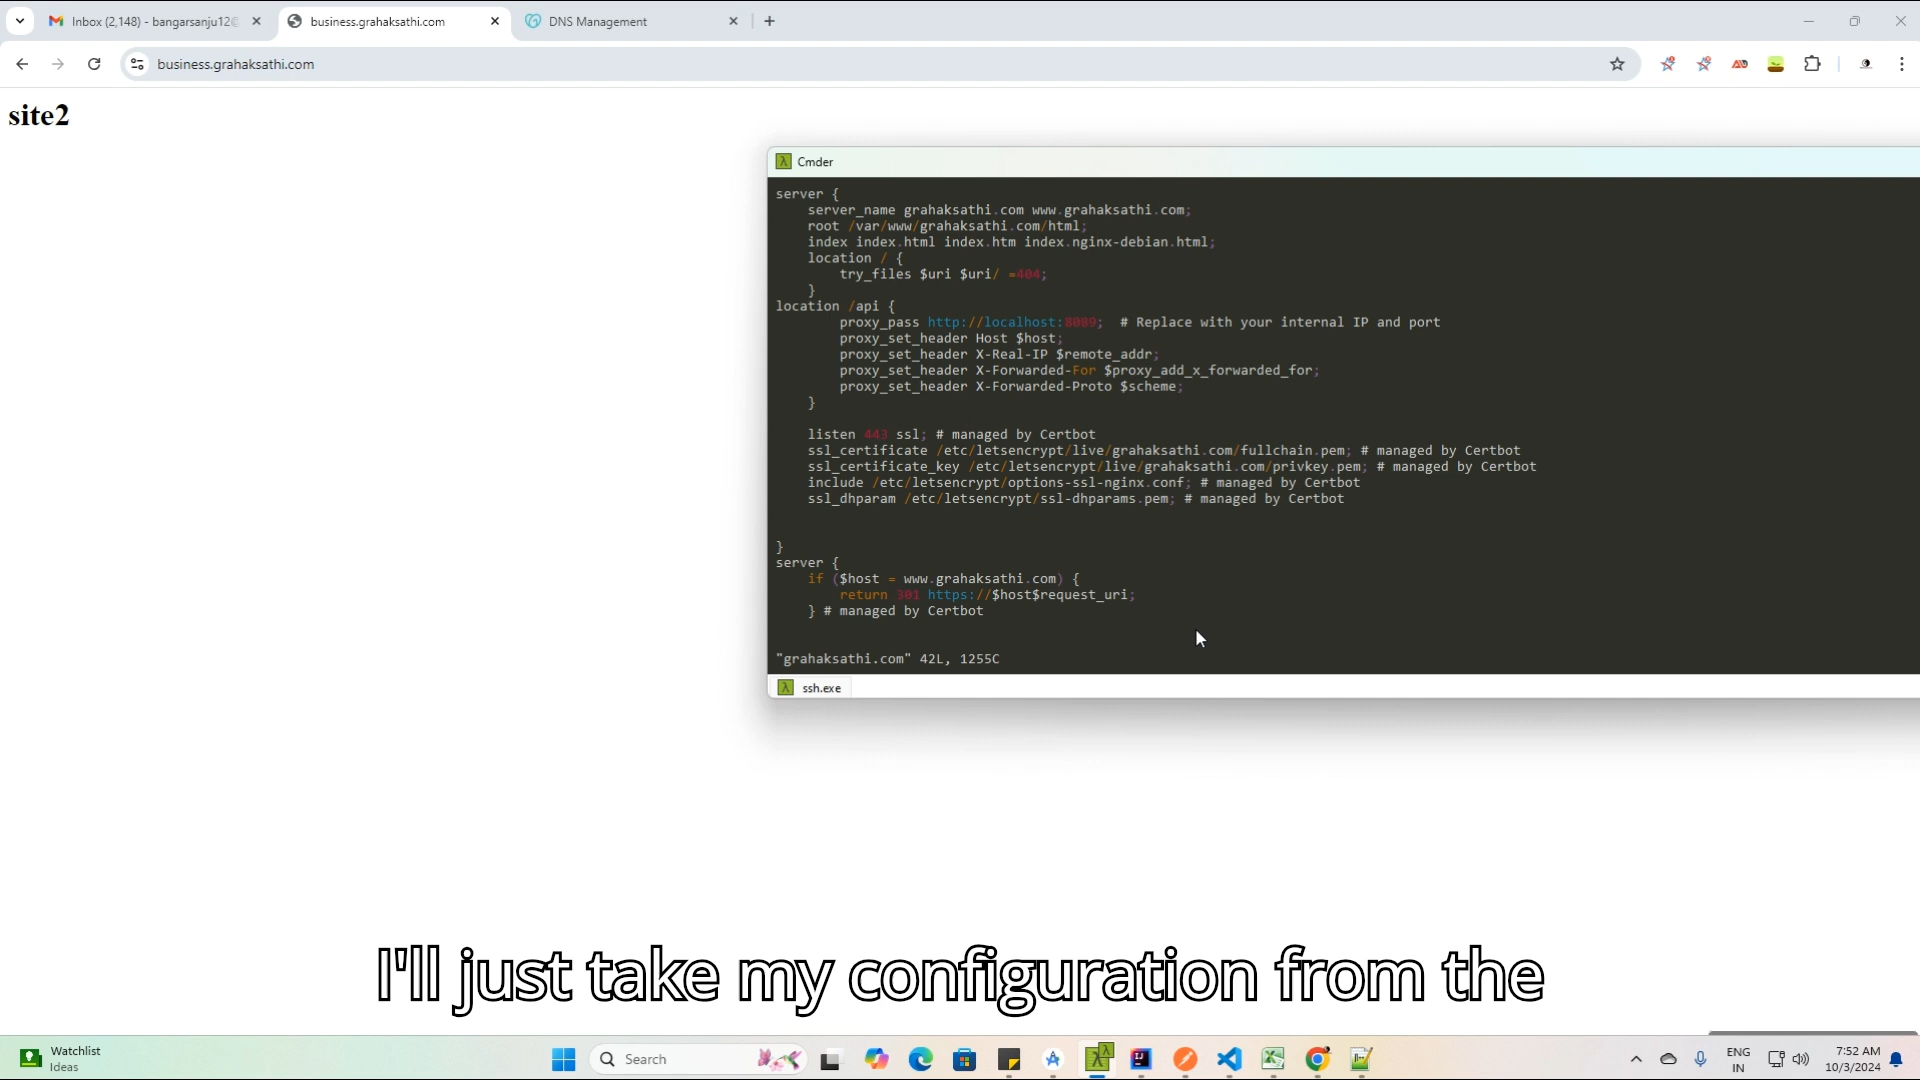 Inbox (2,148) - bangarsanju12@
business.grahaksathi.com
DNS Management
business.grahaksathi.com
site2
Cmder
server {
    server_name grahaksathi.com www.grahaksathi.com;
    root /var/www/grahaksathi.com/html;
    index index.html index.htm index.nginx-debian.html;
    location / {
        try_files $uri $uri/ =404;
    }
location /api {
        proxy_pass http://localhost:8089;  # Replace with your internal IP and port
        proxy_set_header Host $host;
        proxy_set_header X-Real-IP $remote_addr;
        proxy_set_header X-Forwarded-For $proxy_add_x_forwarded_for;
        proxy_set_header X-Forwarded-Proto $scheme;
    }
    listen 443 ssl; # managed by Certbot
    ssl_certificate /etc/letsencrypt/live/grahaksathi.com/fullchain.pem; # managed by Certbot
    ssl_certificate_key /etc/letsencrypt/live/grahaksathi.com/privkey.pem; # managed by Certbot
    include /etc/letsencrypt/options-ssl-nginx.conf; # managed by Certbot
    ssl_dhparam /etc/letsencrypt/ssl-dhparams.pem; # managed by Certbot
}
server {
    if ($host = www.grahaksathi.com) {
        return 301 https://$host$request_uri;
    } # managed by Certbot
"grahaksathi.com" 42L, 1255C
ssh.exe
I'll just take my configuration from the
Watchlist
Ideas
Search
ENG
IN
7:52 AM
10/3/2024